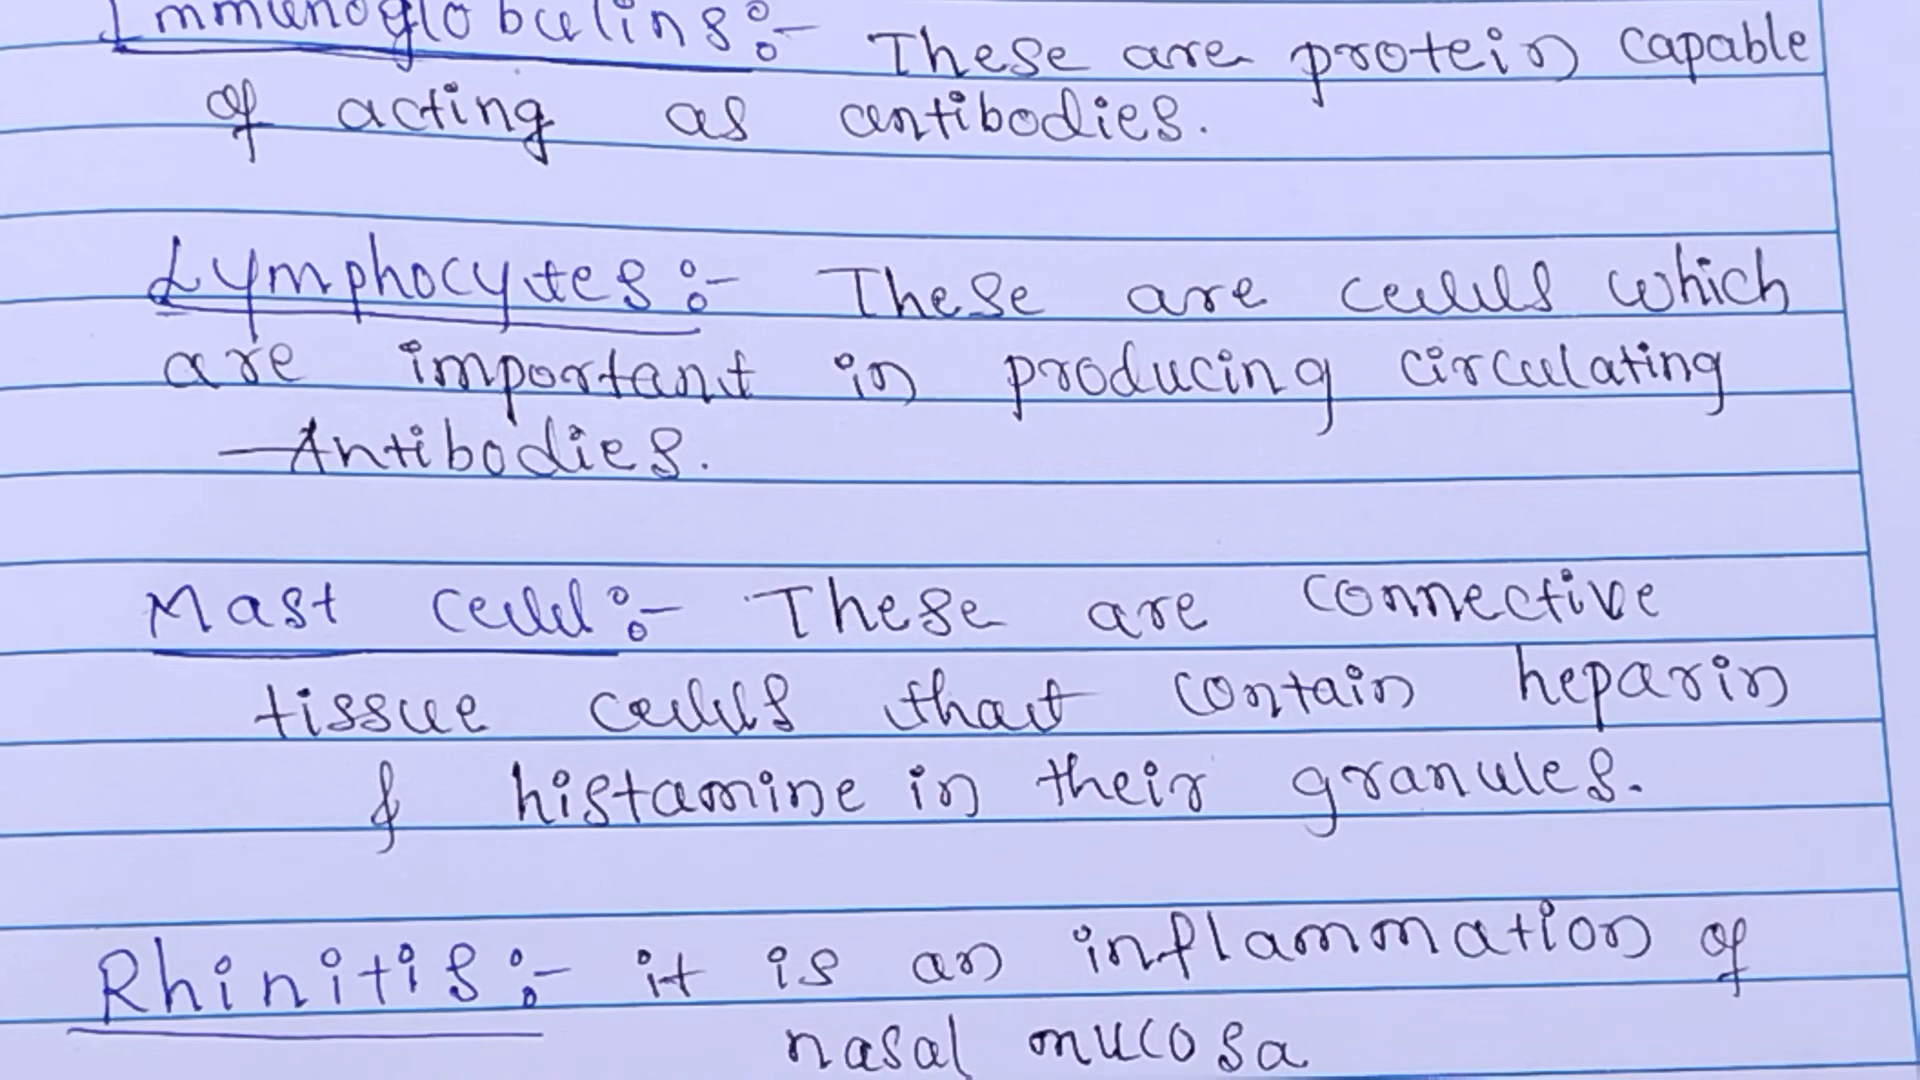 Immunoglobulins:- These are protein capable
of acting as antibodies.
Lymphocytes:- These are cells which
are important in producing circulating
Antibodies.
Mast cell:- These are connective
tissue cells that contain heparin
& histamine in their granules.
Rhinitis:- it is an inflammation of
nasal mucosa